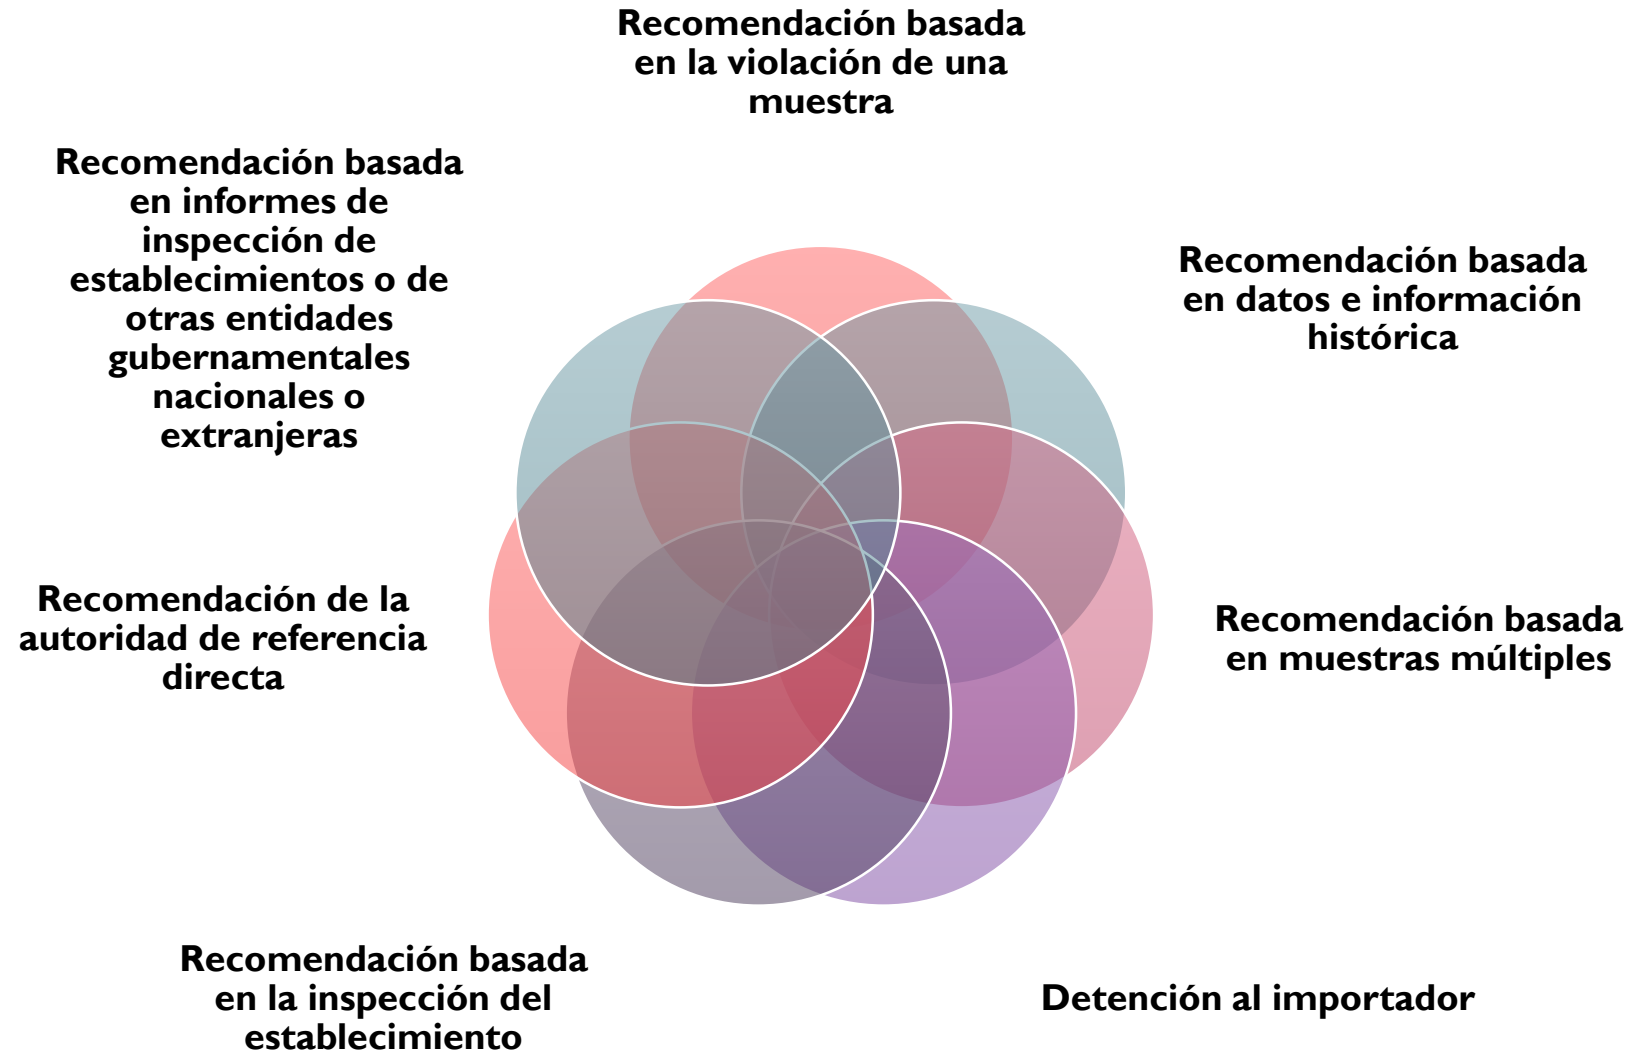 Recomendación basada
en la violación de una
muestra
Recomendación basada
en informes de
inspección de
establecimientos o de
otras entidades
gubernamentales
nacionales o
extranjeras
Recomendación basada
en datos e información
histórica
Recomendación de la
autoridad de referencia
directa
Recomendación basada
en muestras múltiples
Recomendación basada
en la inspección del
establecimiento
Detención al importador